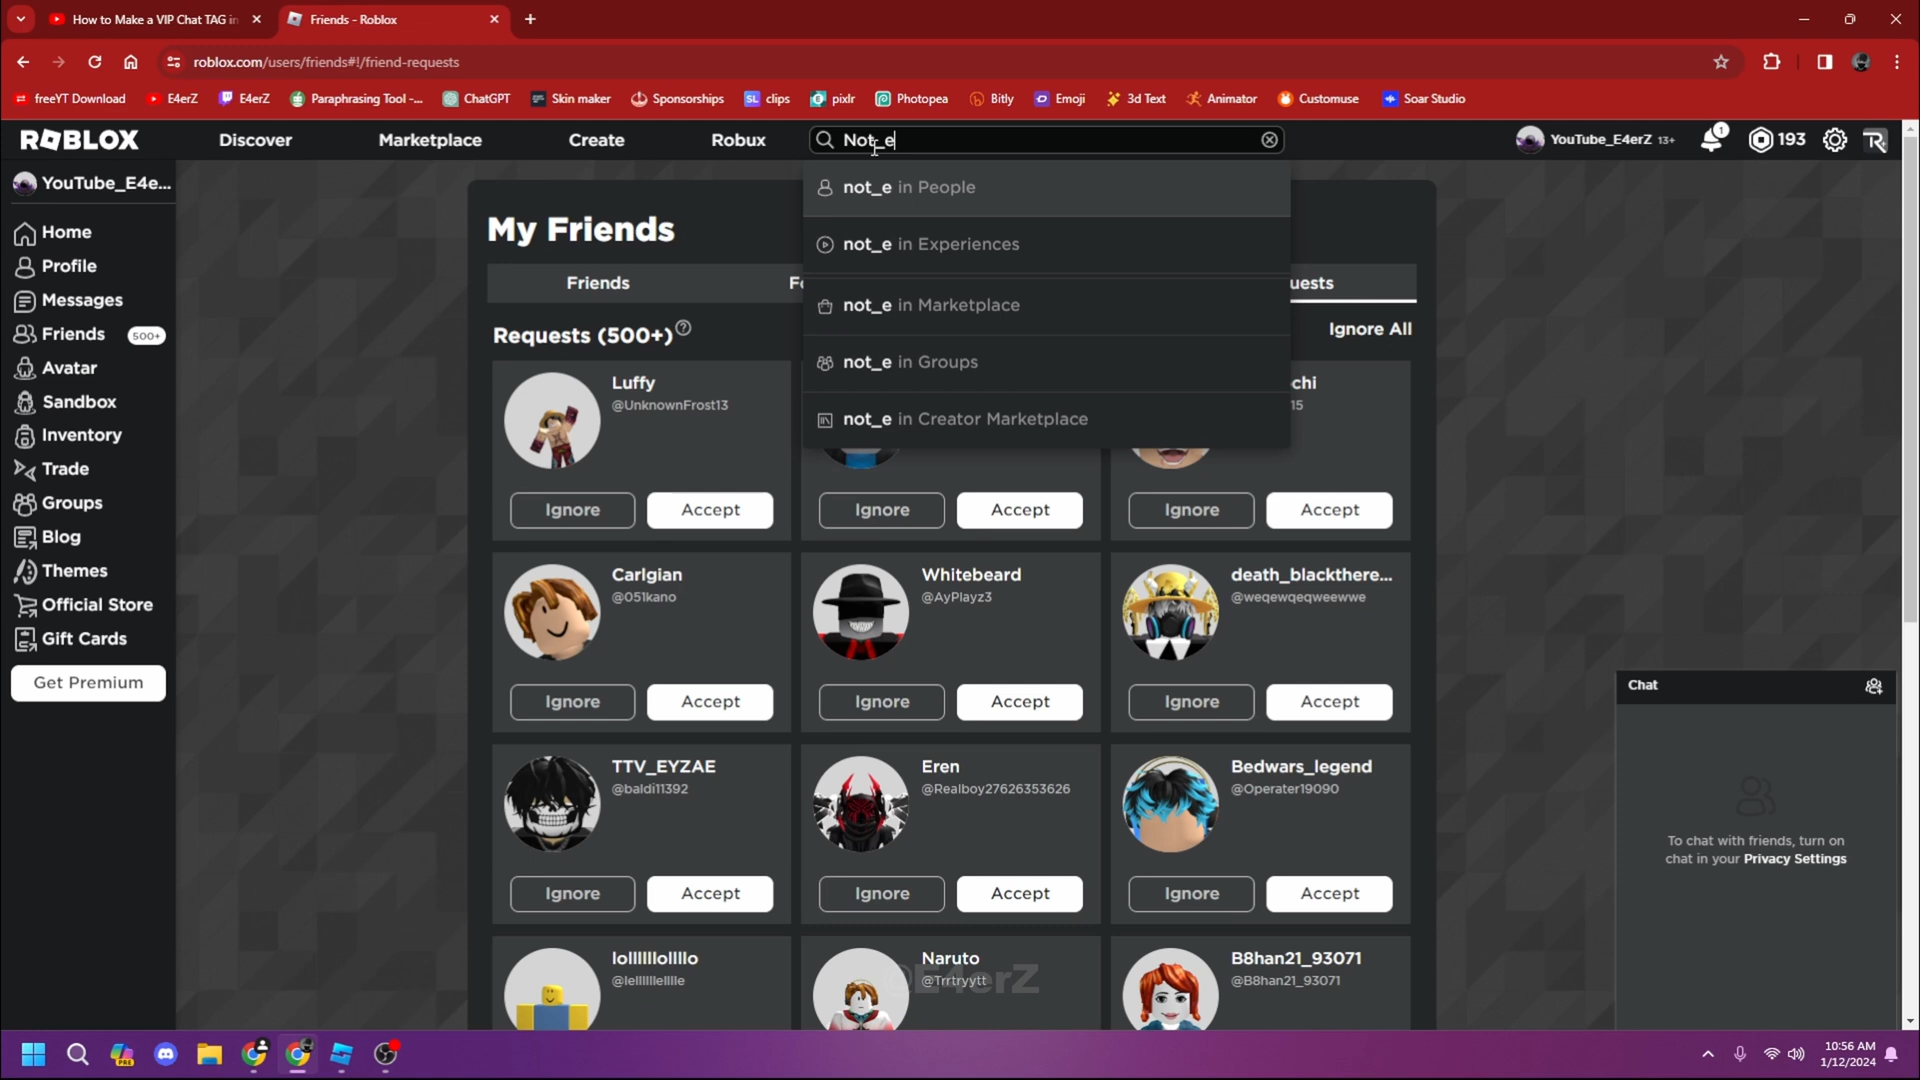 How to Make a VIP Chat TAG in
Friends - Roblox
roblox.com/users/friends#!/friend-requests
freeYT Download
E4erZ
E4erZ
Paraphrasing Tool -...
ChatGPT
Skin maker
Sponsorships
SL clips
pixlr
Photopea
Bitly
Emoji
3d Text
Animator
Customuse
Soar Studio
ROBLOX
Discover
Marketplace
Create
Robux
Not_e
YouTube_E4erZ 13+
1
193
YouTube_E4e...
Home
Profile
Messages
Friends 500+
Avatar
Sandbox
Inventory
Trade
Groups
Blog
Themes
Official Store
Gift Cards
Get Premium
not_e in People
not_e in Experiences
not_e in Marketplace
not_e in Groups
not_e in Creator Marketplace
My Friends
Friends
Fo
uests
Requests (500+)
Ignore All
Luffy
@UnknownFrost13
chi
15
Ignore Accept
Ignore Accept
Ignore Accept
Carlgian
@051kano
Whitebeard
@AyPlayz3
death_blackthere...
@weqewqeqweewwe
Ignore Accept
Ignore Accept
Ignore Accept
TTV_EYZAE
@baldi11392
Eren
@Realboy27626353626
Bedwars_legend
@Operater19090
Ignore Accept
Ignore Accept
Ignore Accept
Naruto
@Trrtryytt
B8han21_93071
@B8han21_93071
@E4erZ
Chat
To chat with friends, turn on
chat in your Privacy Settings
PRE
10:56 AM
1/12/2024